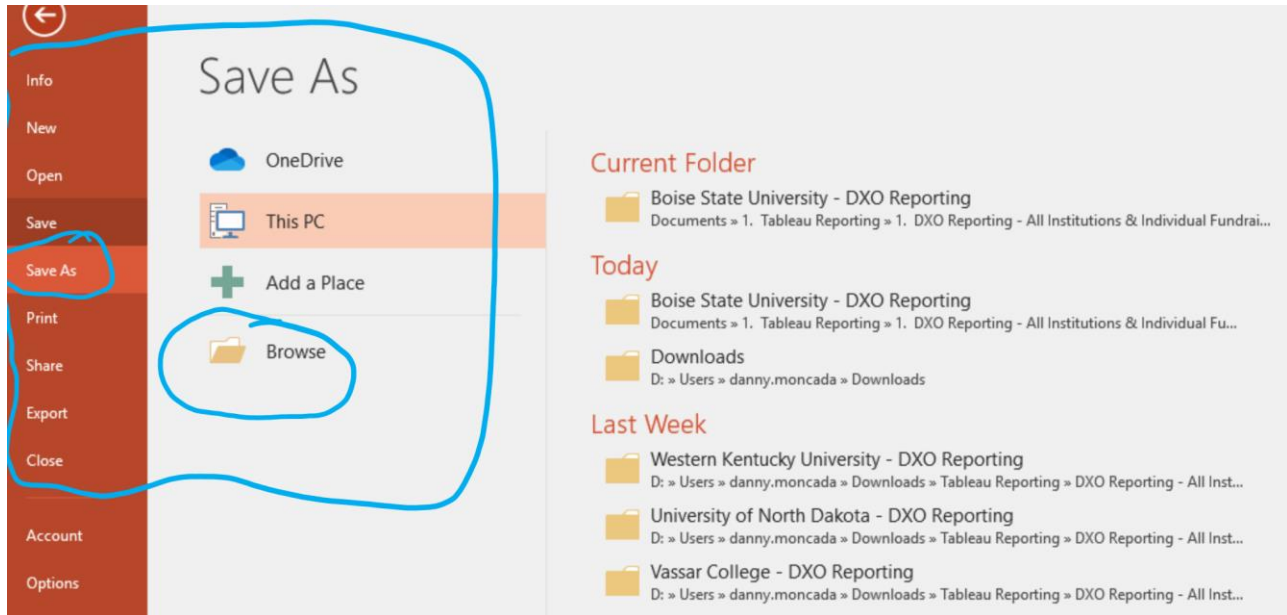 Info
New
Open
Save
Save As
Print
Share
Export
Close
Account
Options
Save As
OneDrive
This PC
Add a Place
Browse
Current Folder
Boise State University - DXO Reporting
Documents » 1. Tableau Reporting » 1. DXO Reporting - All Institutions & Individual Fundrai...
Today
Boise State University - DXO Reporting
Documents » 1. Tableau Reporting » 1. DXO Reporting - All Institutions & Individual Fu...
Downloads
D: » Users » danny.moncada » Downloads
Last Week
Western Kentucky University - DXO Reporting
D: » Users » danny.moncada » Downloads » Tableau Reporting » DXO Reporting - All Inst...
University of North Dakota - DXO Reporting
D: » Users » danny.moncada » Downloads » Tableau Reporting » DXO Reporting - All Inst...
Vassar College - DXO Reporting
D: » Users » danny.moncada » Downloads » Tableau Reporting » DXO Reporting - All Inst...